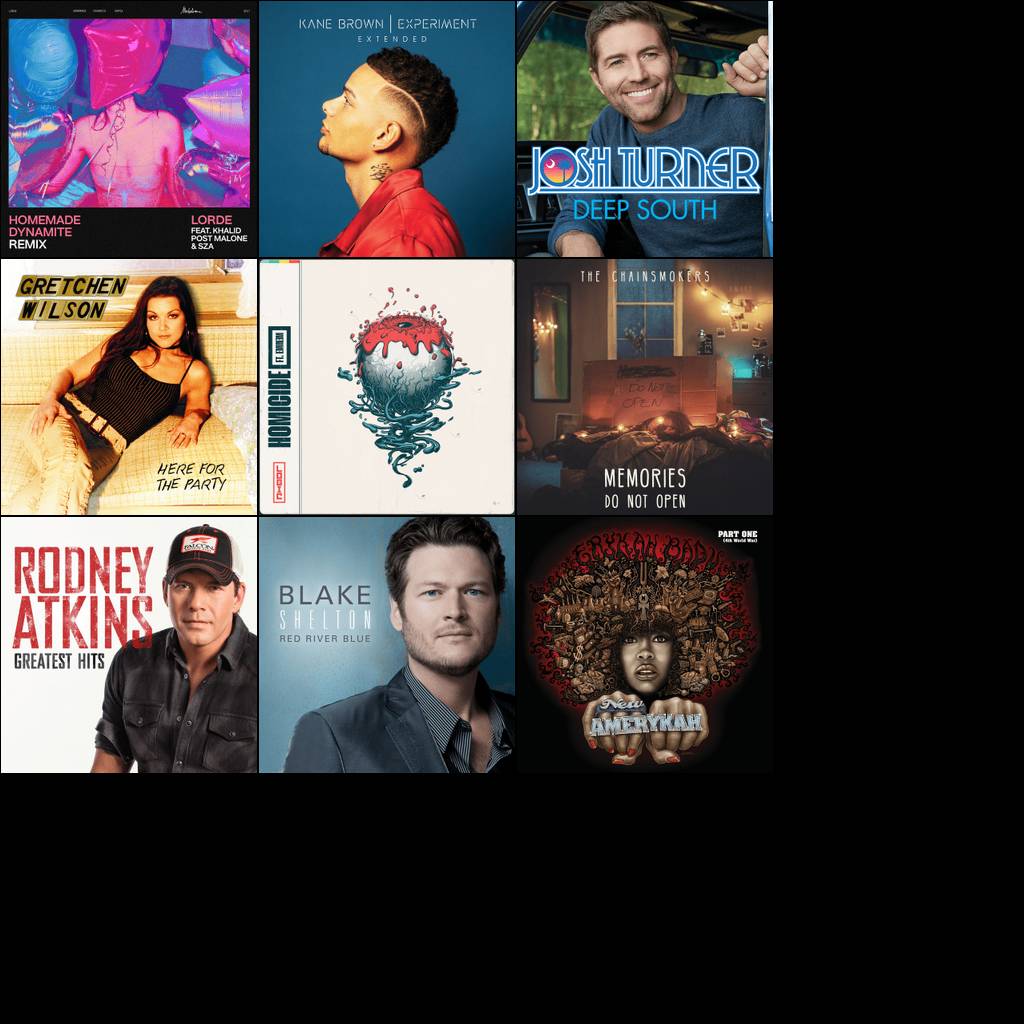 HOMEMADE
DYNAMITE
REMIX
LORDE
FEAT. KHALID
POST MALONE
& SZA
KANE BROWN | EXPERIMENT
EXTENDED
JOSH TURNER
DEEP SOUTH
GRETCHEN
WILSON
HERE FOR
THE PARTY
HOMICIDE FT. EMINEM
LOGIC
THE CHAINSMOKERS
DO NOT
OPEN
MEMORIES
DO NOT OPEN
RODNEY
ATKINS
GREATEST HITS
FALCON
BLAKE
SHELTON
RED RIVER BLUE
PART ONE
(4th World War)
ERYKAH BADU
New
AMERYKAH